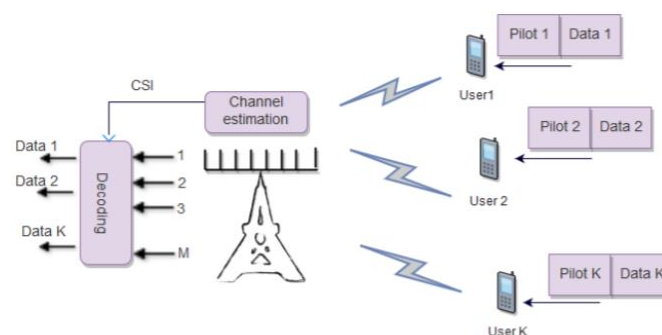 Pilot 1 Data 1
CSI
Channel
estimation
User1
Data 1
1
Pilot 2 Data 2
Data 2
2
Decoding
3
User 2
Data K
M
Pilot K Data K
User K